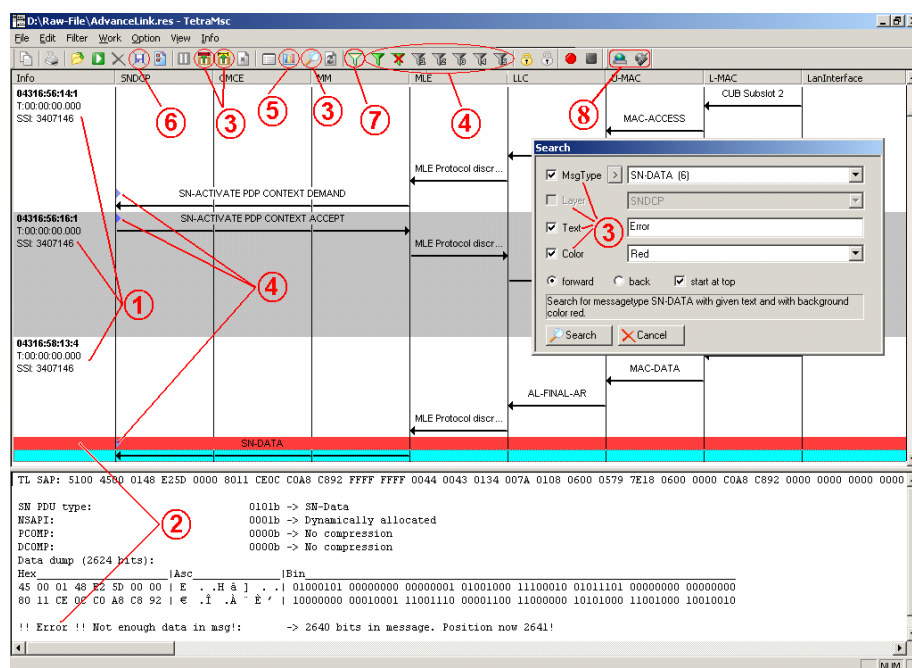 D:\Raw-File\AdvanceLink.res - TetraMsc
File Edit Filter Work Option View Info
6 3 5 3 7 4 8
Info SNDCP CMCE MM MLE LLC U-MAC L-MAC LanInterface
04316:56:14:1
T:00:00:00.000
SSI: 3407146
CUB Subslot 2
MAC-ACCESS
MLE Protocol discr...
SN-ACTIVATE PDP CONTEXT DEMAND
04316:56:16:1
T:00:00:00.000
SSI: 3407146
SN-ACTIVATE PDP CONTEXT ACCEPT
MLE Protocol discr...
1
4
04316:58:13:4
T:00:00:00.000
SSI: 3407146
MAC-DATA
AL-FINAL-AR
MLE Protocol discr...
SN-DATA
Search
MsgType > SN-DATA (6)
Layer SNDCP
Text Error
3
Color Red
forward back start at top
Search for messagetype SN-DATA with given text and with background
color red.
Search Cancel
TL SAP: 5100 4500 0148 E25D 0000 8011 CE0C C0A8 C892 FFFF FFFF 0044 0043 0134 007A 0108 0600 0579 7E18 0600 0000 C0A8 C892 0000 0000 0000 0000
SN PDU type: 0101b -> SN-Data
NSAPI: 0001b -> Dynamically allocated
PCOMP: 0000b -> No compression
DCOMP: 0000b -> No compression
2
Data dump (2624 bits):
Hex |Asc |Bin
45 00 01 48 E2 5D 00 00 | E . .H â ] . .| 01000101 00000000 00000001 01001000 11100010 01011101 00000000 00000000
80 11 CE 0C C0 A8 C8 92 | € .Î .À ¨ È ’ | 10000000 00010001 11001110 00001100 11000000 10101000 11001000 10010010
!! Error !! Not enough data in msg!: -> 2640 bits in message. Position now 2641!
NUM